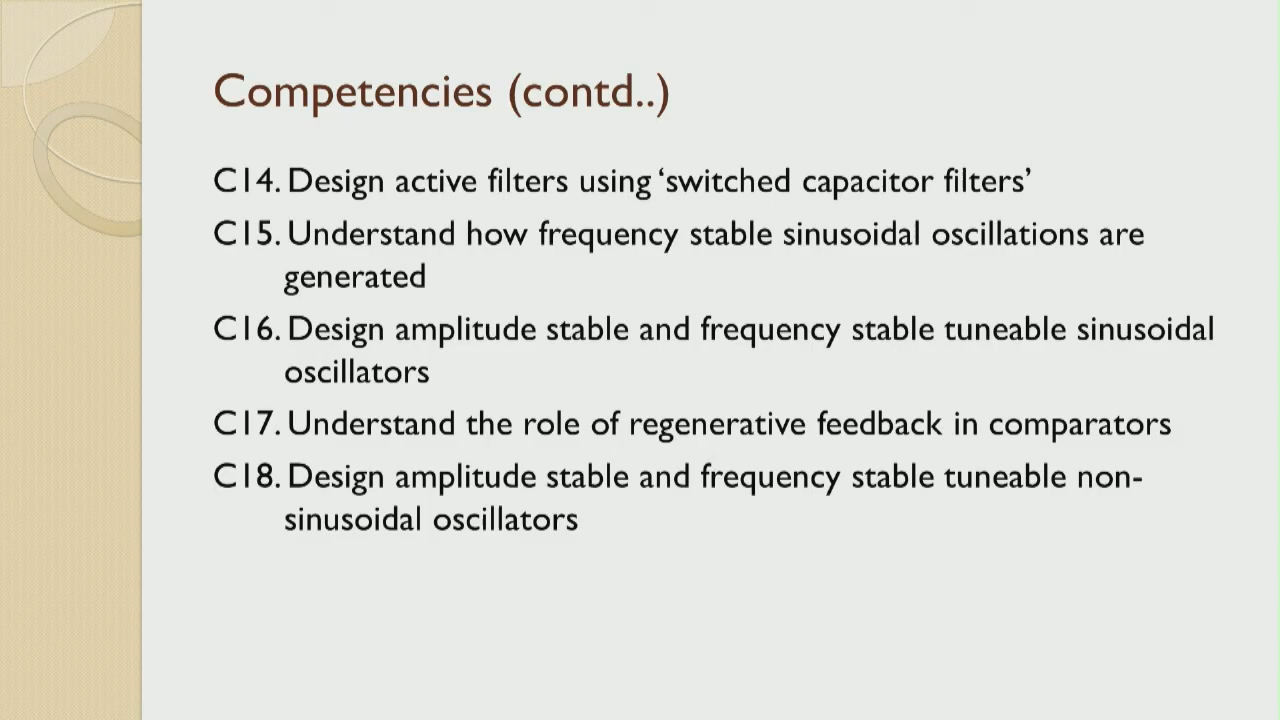 Competencies (contd..)
C14. Design active filters using ‘switched capacitor filters’
C15. Understand how frequency stable sinusoidal oscillations are
generated
C16. Design amplitude stable and frequency stable tuneable sinusoidal
oscillators
C17. Understand the role of regenerative feedback in comparators
C18. Design amplitude stable and frequency stable tuneable non-
sinusoidal oscillators